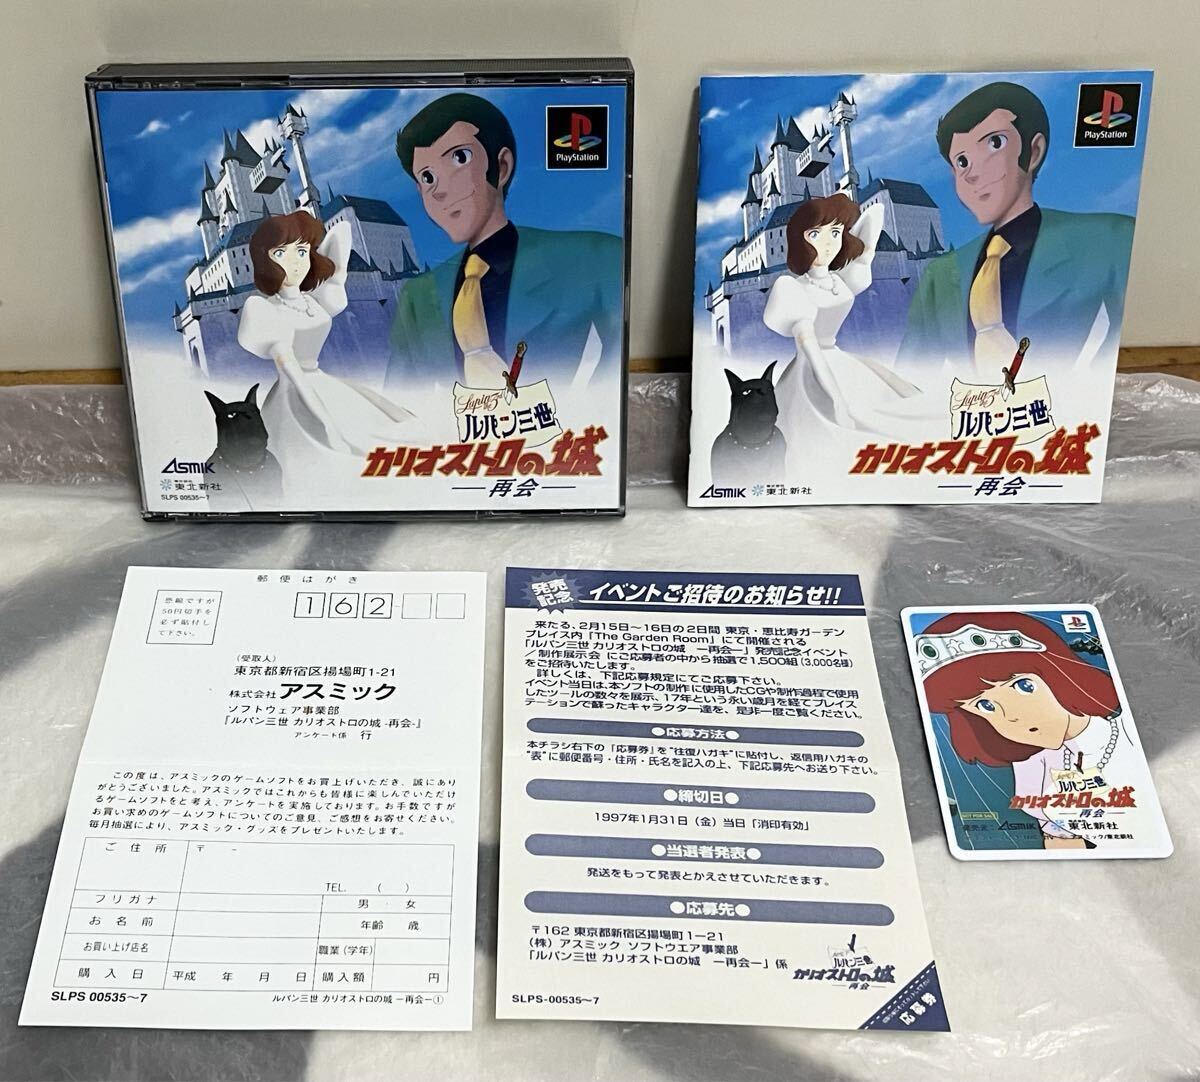 PlayStation
Lupin the 3rd
ルパン三世
カリオストロの城
―再会―
ASMIK
株式会社
東北新社
SLPS 00535~7
PlayStation
Lupin the 3rd
ルパン三世
カリオストロの城
―再会―
ASMIK
株式会社
東北新社
郵便はがき
恐縮ですが
50円切手を
必ず貼付し
て下さい。
162-
(受取人)
東京都新宿区揚場町1-21
株式会社 アスミック
ソフトウェア事業部
『ルパン三世 カリオストロの城 -再会-』
アンケート係 行
この度は、アスミックのゲームソフトをお買上げいただき、誠にあり
がとうございました。アスミックではこれからも皆様に楽しんでいただけ
るゲームソフトをと考え、アンケートを実施しております。お手数ですが
お買い求めのゲームソフトについてのご意見、ご感想をお寄せください。
毎月抽選により、アスミック・グッズをプレゼントいたします。
ご住所 〒 -
TEL. ( )
フリガナ 男・女
お名前 年齢 歳
お買い上げ店名 職業(学年)
購入日 平成 年 月 日 購入額 円
SLPS 00535~7 ルパン三世 カリオストロの城 ―再会―①
発売
記念
イベントご招待のお知らせ!!
来たる、2月15日~16日の2日間 東京・恵比寿ガーデン
プレイス内「The Garden Room」にて開催される
「ルパン三世 カリオストロの城 ―再会―」発売記念イベント
/制作展示会 にご応募者の中から抽選で1,500組(3,000名様)
をご招待いたします。
詳しくは、下記応募規定にてご応募下さい。
イベント当日は、本ソフトの制作に使用したCGや制作過程で使用
したツールの数々を展示、17年という永い歳月を経てプレイス
テーションで蘇ったキャラクター達を、是非一度ご覧ください。
●応募方法●
本チラシ右下の「応募券」を"往復ハガキ"に貼付し、返信用ハガキの
"表"に郵便番号・住所・氏名を記入の上、下記応募先へお送り下さい。
●締切日●
1997年1月31日(金) 当日「消印有効」
●当選者発表●
発送をもって発表とかえさせていただきます。
●応募先●
〒162 東京都新宿区揚場町1-21
(株) アスミック ソフトウエア事業部
「ルパン三世 カリオストロの城 ―再会―」係
ルパン三世
カリオストロの城
―再会―
SLPS-00535~7
応募券
ルパン三世
カリオストロの城
―再会―
NOT FOR SALE
発売元:ASMIK 東北新社
アスミック/東北新社